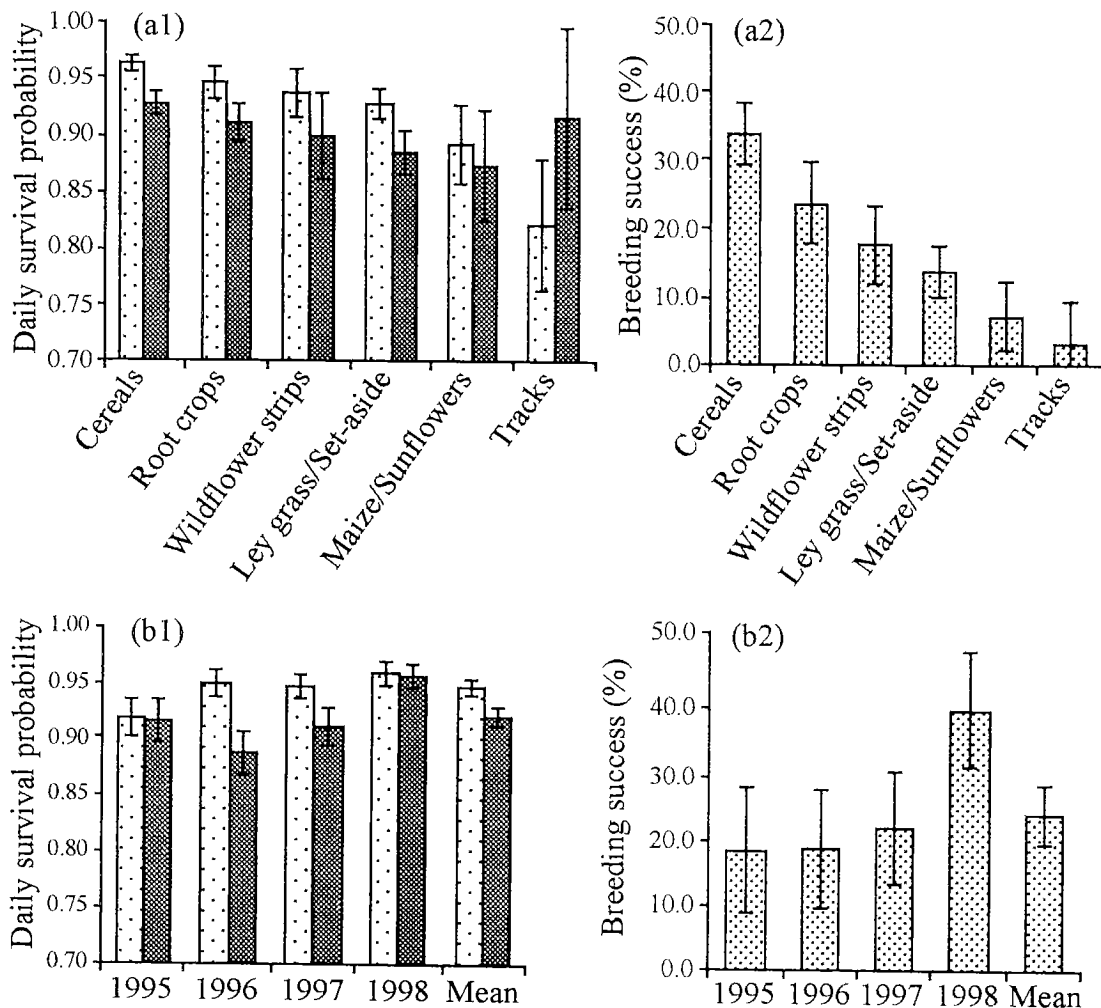 (a1)
Daily survival probability
1.00
0.95
0.90
0.85
0.80
0.75
0.70
Cereals
Root crops
Wildflower strips
Ley grass/Set-aside
Maize/Sunflowers
Tracks
(a2)
Breeding success (%)
50.0
40.0
30.0
20.0
10.0
0.0
Cereals
Root crops
Wildflower strips
Ley grass/Set-aside
Maize/Sunflowers
Tracks
(b1)
Daily survival probability
1.00
0.95
0.90
0.85
0.80
0.75
0.70
1995 1996 1997 1998 Mean
(b2)
Breeding success (%)
50.0
40.0
30.0
20.0
10.0
0.0
1995 1996 1997 1998 Mean